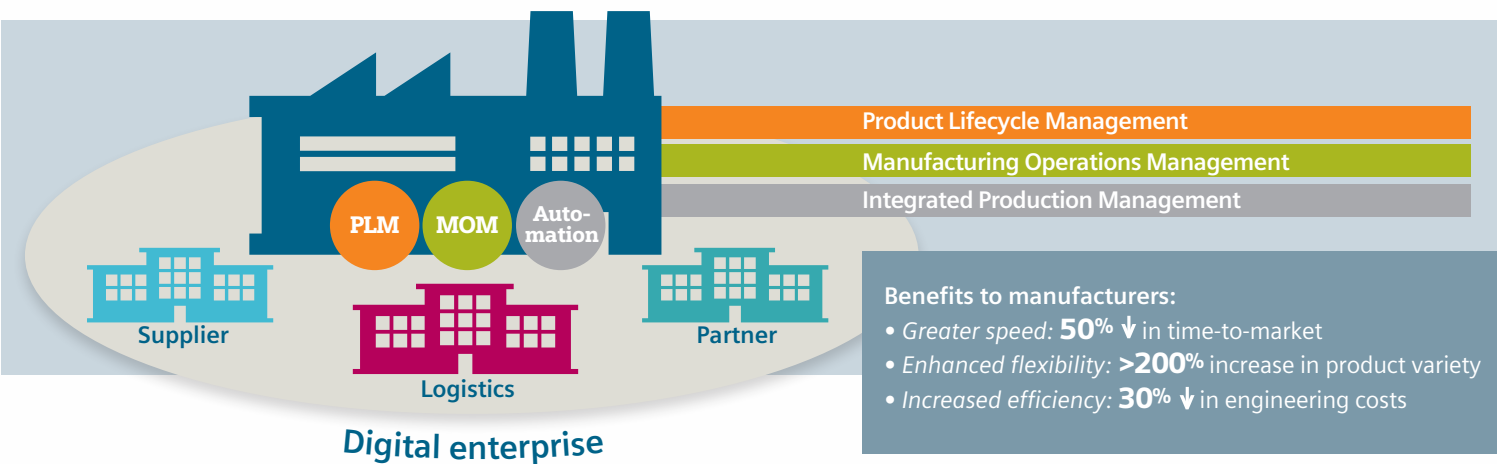 Product Lifecycle Management
Manufacturing Operations Management
Integrated Production Management
PLM
MOM
Auto-
mation
Supplier
Logistics
Partner
Digital enterprise
Benefits to manufacturers:
• Greater speed: 50% ↓ in time-to-market
• Enhanced flexibility: >200% increase in product variety
• Increased efficiency: 30% ↓ in engineering costs